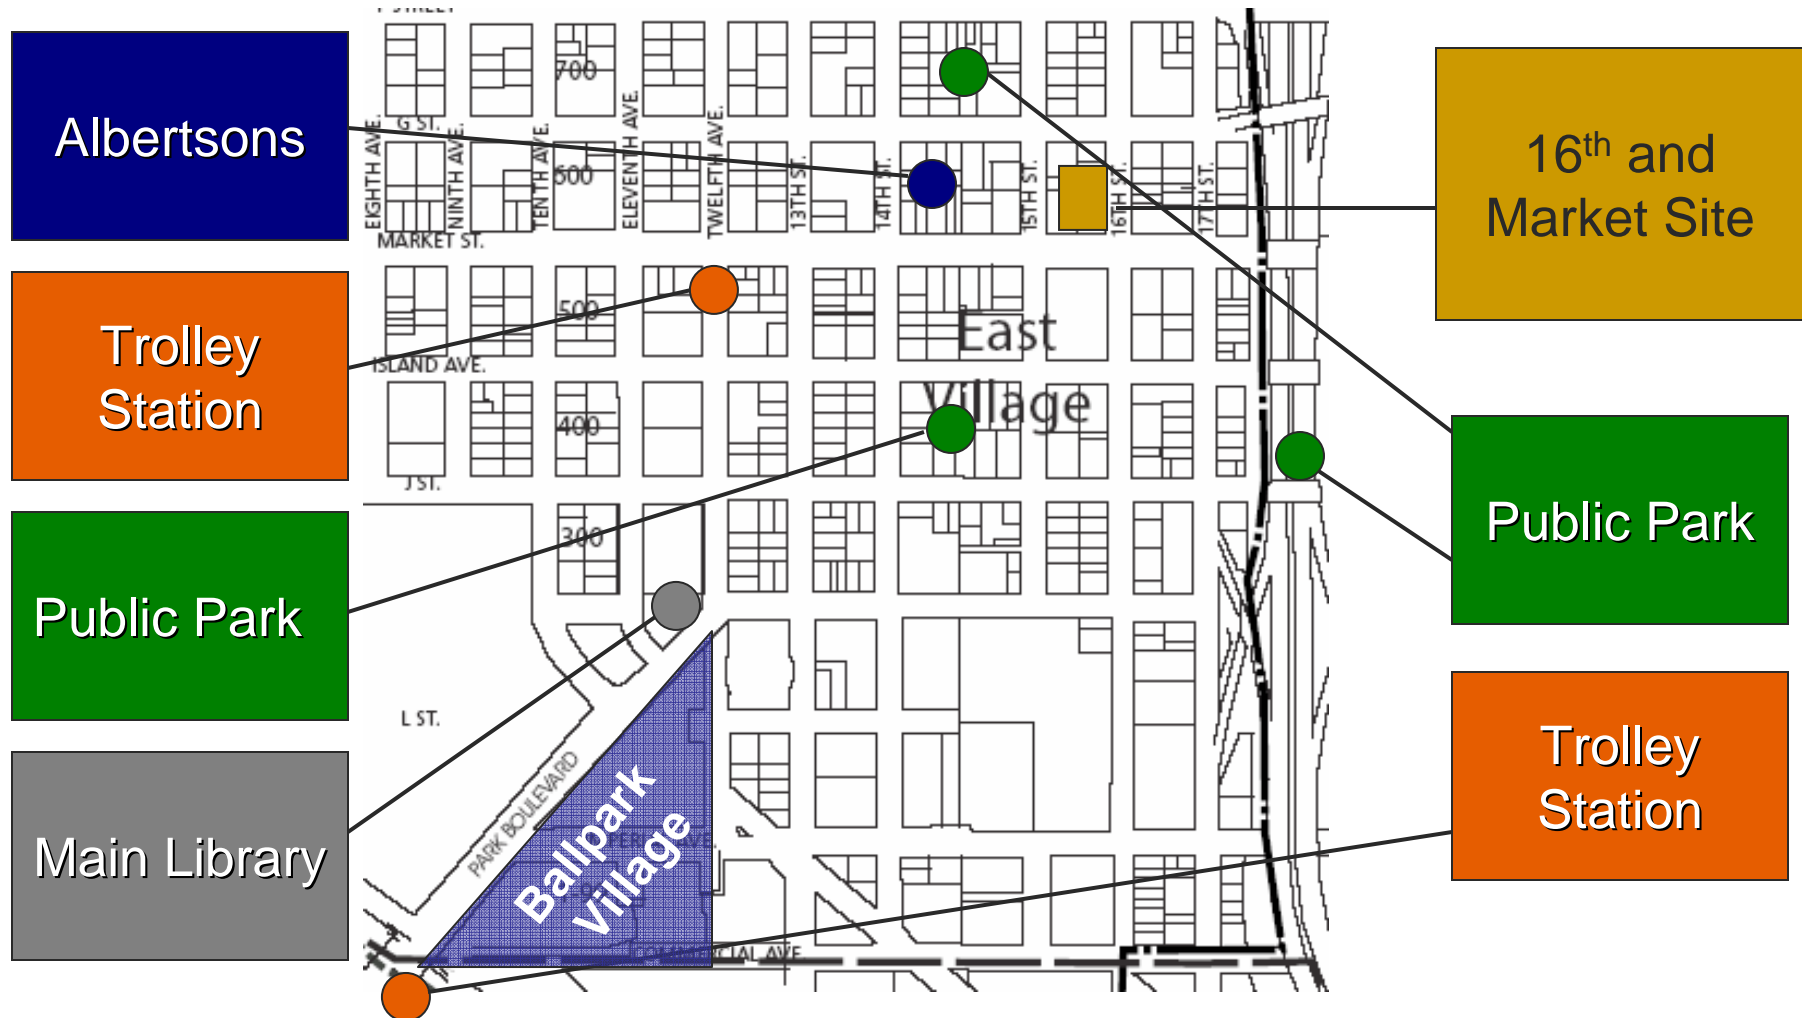 Albertsons
Trolley
Station
Public Park
Main Library
16th and
Market Site
Public Park
Trolley
Station
700
G ST.
EIGHTH AVE.
NINTH AVE.
TENTH AVE.
ELEVENTH AVE.
TWELFTH AVE.
13TH ST.
14TH ST.
15TH ST.
16TH ST.
17TH ST.
600
MARKET ST.
500
East
Village
ISLAND AVE.
400
J ST.
300
L ST.
PARK BOULEVARD
Ballpark
Village
AVE.